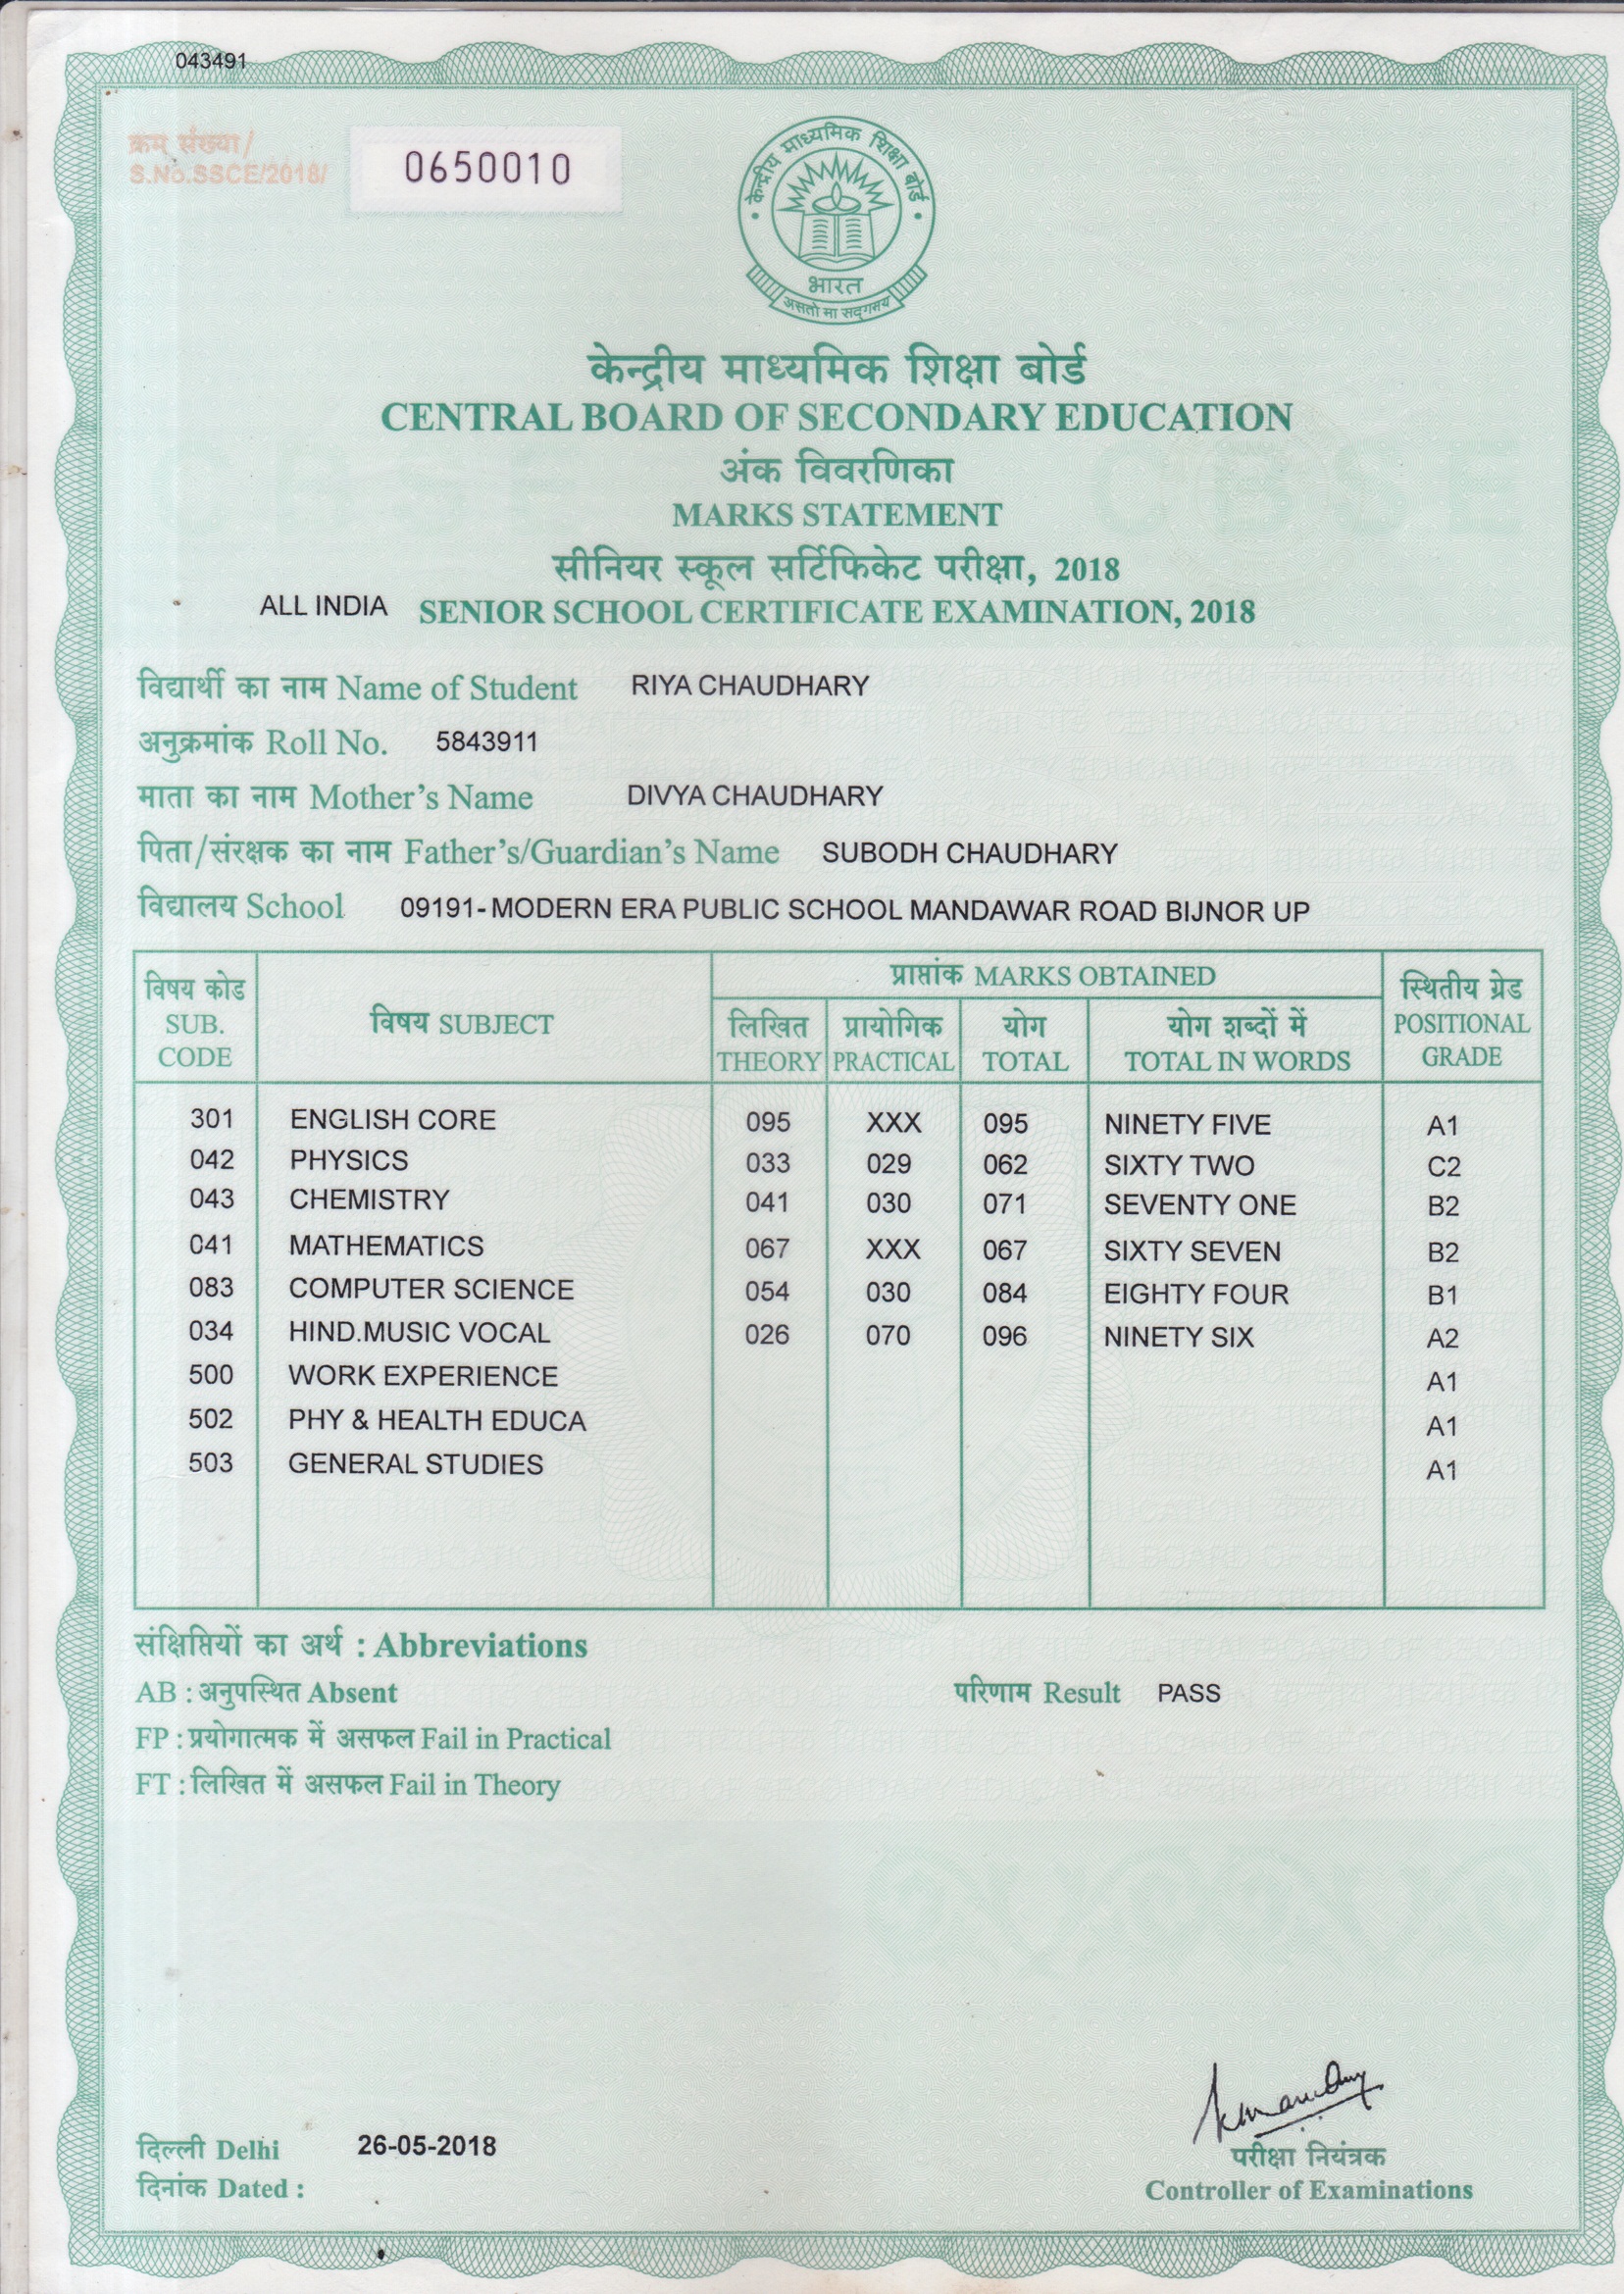 043491
क्रम संख्या/
S.No.SSCE/2018/ 0650010
केन्द्रीय माध्यमिक शिक्षा बोर्ड
भारत
असतो मा सद्गमय
केन्द्रीय माध्यमिक शिक्षा बोर्ड
CENTRAL BOARD OF SECONDARY EDUCATION
अंक विवरणिका
MARKS STATEMENT
सीनियर स्कूल सर्टिफिकेट परीक्षा, 2018
ALL INDIA SENIOR SCHOOL CERTIFICATE EXAMINATION, 2018
विद्यार्थी का नाम Name of Student RIYA CHAUDHARY
अनुक्रमांक Roll No. 5843911
माता का नाम Mother's Name DIVYA CHAUDHARY
पिता/संरक्षक का नाम Father's/Guardian's Name SUBODH CHAUDHARY
विद्यालय School 09191- MODERN ERA PUBLIC SCHOOL MANDAWAR ROAD BIJNOR UP
विषय कोड SUB. CODE विषय SUBJECT प्राप्तांक MARKS OBTAINED स्थितीय ग्रेड POSITIONAL GRADE
लिखित THEORY प्रायोगिक PRACTICAL योग TOTAL योग शब्दों में TOTAL IN WORDS
301 ENGLISH CORE 095 XXX 095 NINETY FIVE A1
042 PHYSICS 033 029 062 SIXTY TWO C2
043 CHEMISTRY 041 030 071 SEVENTY ONE B2
041 MATHEMATICS 067 XXX 067 SIXTY SEVEN B2
083 COMPUTER SCIENCE 054 030 084 EIGHTY FOUR B1
034 HIND.MUSIC VOCAL 026 070 096 NINETY SIX A2
500 WORK EXPERIENCE A1
502 PHY & HEALTH EDUCA A1
503 GENERAL STUDIES A1
संक्षिप्तियों का अर्थ : Abbreviations
AB : अनुपस्थित Absent परिणाम Result PASS
FP : प्रयोगात्मक में असफल Fail in Practical
FT : लिखित में असफल Fail in Theory
दिल्ली Delhi 26-05-2018
दिनांक Dated :
परीक्षा नियंत्रक
Controller of Examinations